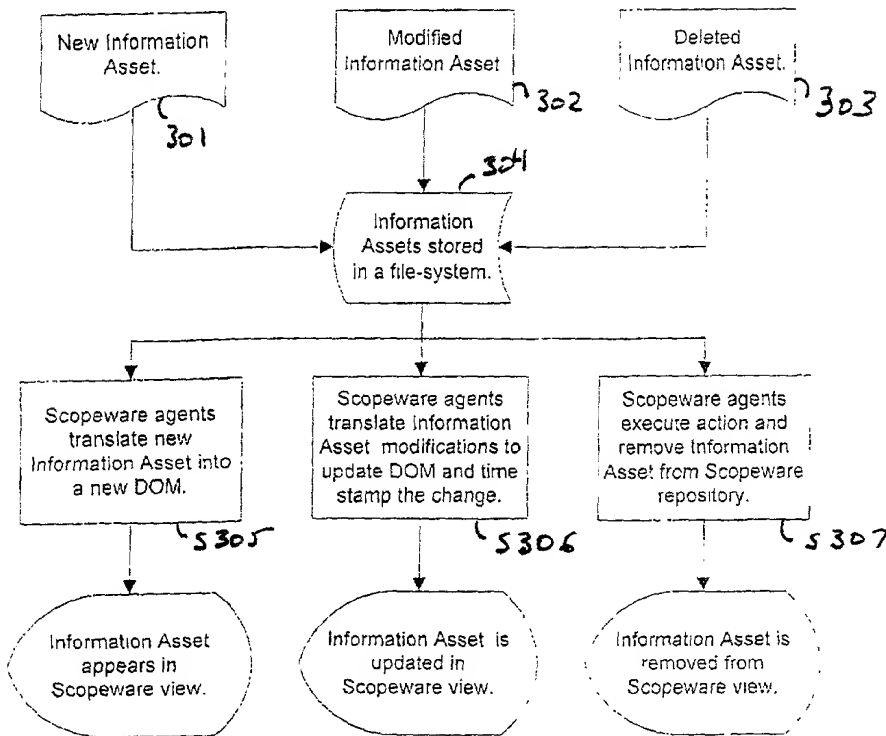 New Information
Asset.
301
Modified
Information Asset
302
Deleted
Information Asset.
303
304
Information
Assets stored
in a file-system.
Scopeware agents
translate new
Information Asset into
a new DOM.
S305
Scopeware agents
translate Information
Asset modifications to
update DOM and time
stamp the change.
S306
Scopeware agents
execute action and
remove Information
Asset from Scopeware
repository.
S307
Information Asset
appears in
Scopeware view.
Information Asset is
updated in
Scopeware view.
Information Asset is
removed from
Scopeware view.